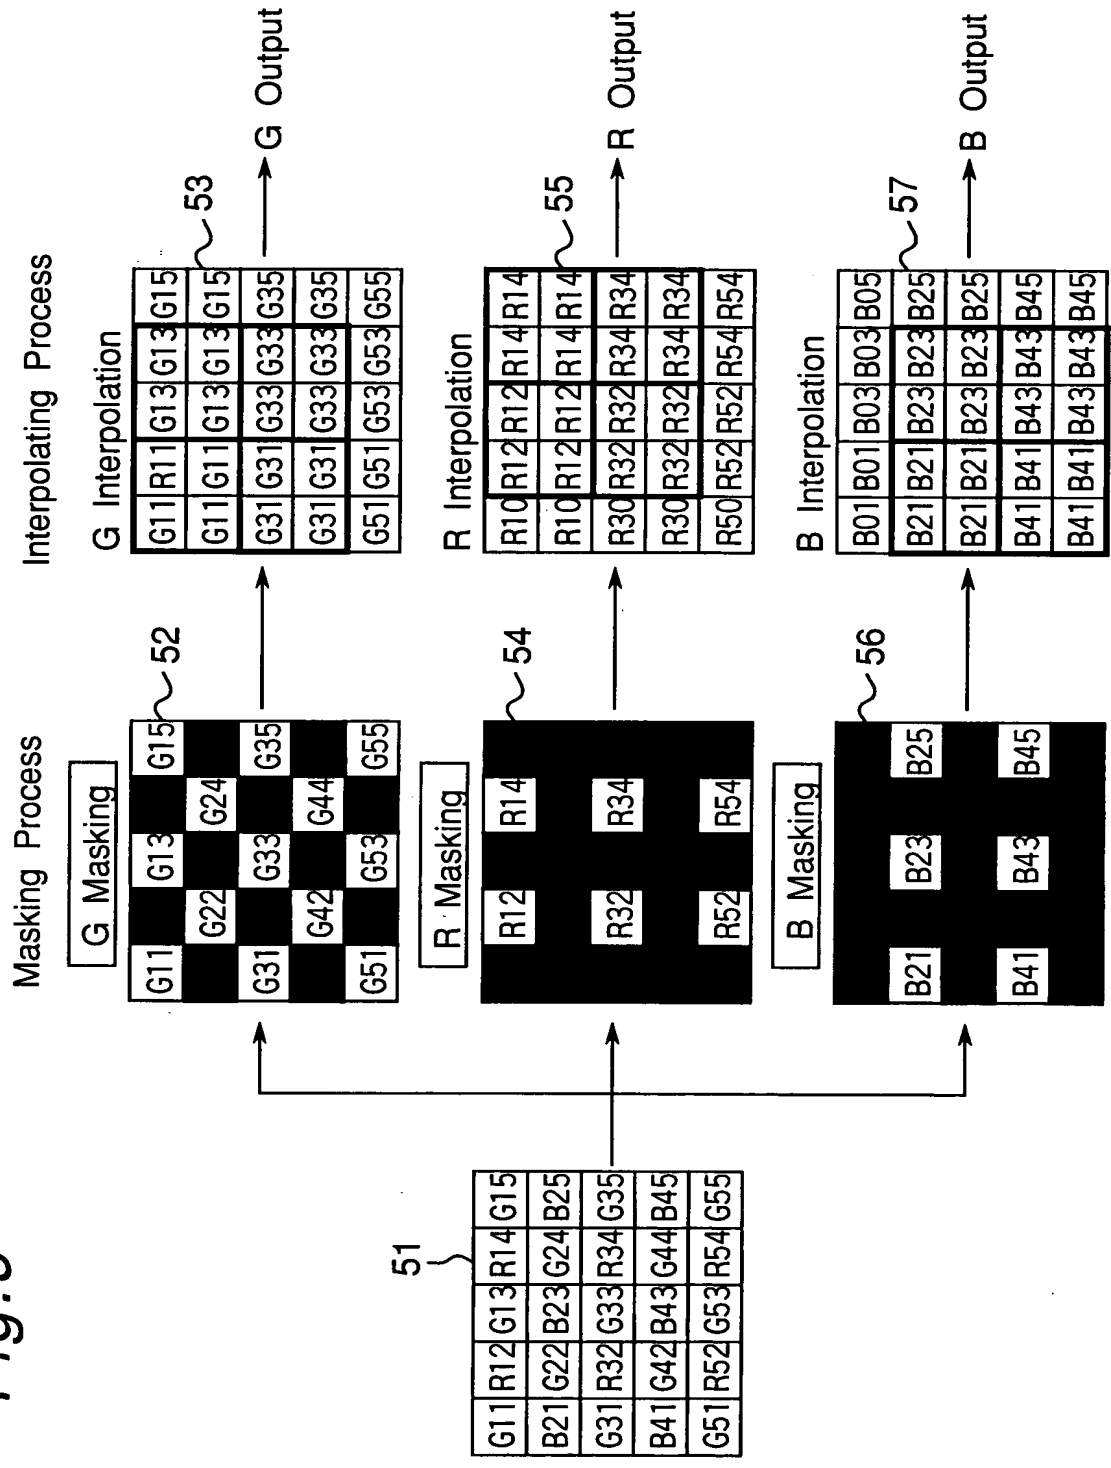 51
G11 R12 G13 R14 G15
B21 G22 B23 G24 B25
G31 R32 G33 R34 G35
B41 G42 B43 G44 B45
G51 R52 G53 R54 G55
Masking Process
G Masking
52
G11 G13 G15
G22 G24
G31 G33 G35
G42 G44
G51 G53 G55
R Masking
54
R12 R14
R32 R34
R52 R54
B Masking
56
B21 B23 B25
B41 B43 B45
Interpolating Process
G Interpolation
53
G11 R11 G13 G13 G15
G11 G11 G13 G13 G15
G31 G31 G33 G33 G35
G31 G31 G33 G33 G35
G51 G51 G53 G53 G55
G Output
R Interpolation
55
R10 R12 R12 R14 R14
R10 R12 R12 R14 R14
R30 R32 R32 R34 R34
R30 R32 R32 R34 R34
R50 R52 R52 R54 R54
R Output
B Interpolation
57
B01 B01 B03 B03 B05
B21 B21 B23 B23 B25
B21 B21 B23 B23 B25
B41 B41 B43 B43 B45
B41 B41 B43 B43 B45
B Output